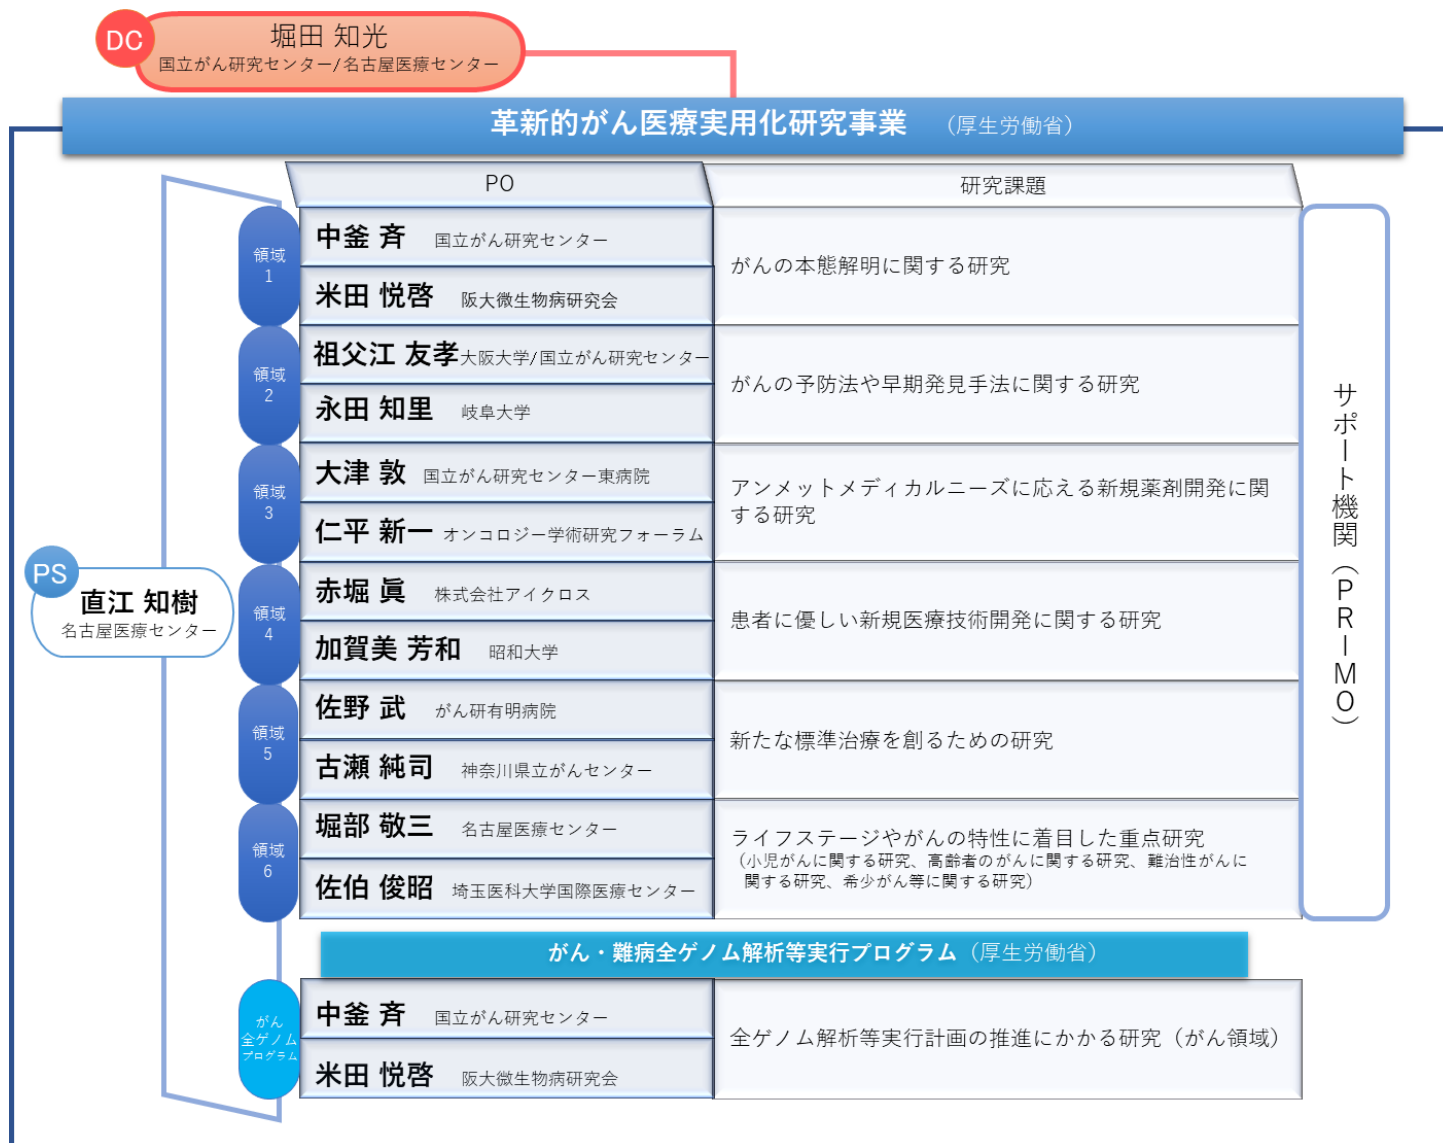 DC
堀田 知光
国立がん研究センター/名古屋医療センター
革新的がん医療実用化研究事業 （厚生労働省）
PO
研究課題
領域
1
中釜 斉 国立がん研究センター
米田 悦啓 阪大微生物病研究会
がんの本態解明に関する研究
領域
2
祖父江 友孝 大阪大学/国立がん研究センター
永田 知里 岐阜大学
がんの予防法や早期発見手法に関する研究
領域
3
大津 敦 国立がん研究センター東病院
仁平 新一 オンコロジー学術研究フォーラム
アンメットメディカルニーズに応える新規薬剤開発に関
する研究
領域
4
赤堀 眞 株式会社アイクロス
加賀美 芳和 昭和大学
患者に優しい新規医療技術開発に関する研究
領域
5
佐野 武 がん研有明病院
古瀬 純司 神奈川県立がんセンター
新たな標準治療を創るための研究
領域
6
堀部 敬三 名古屋医療センター
佐伯 俊昭 埼玉医科大学国際医療センター
ライフステージやがんの特性に着目した重点研究
（小児がんに関する研究、高齢者のがんに関する研究、難治性がんに
関する研究、希少がん等に関する研究）
PS
直江 知樹
名古屋医療センター
サポート機関（PRIMO）
がん・難病全ゲノム解析等実行プログラム（厚生労働省）
がん
全ゲノム
プログラム
中釜 斉 国立がん研究センター
米田 悦啓 阪大微生物病研究会
全ゲノム解析等実行計画の推進にかかる研究（がん領域）